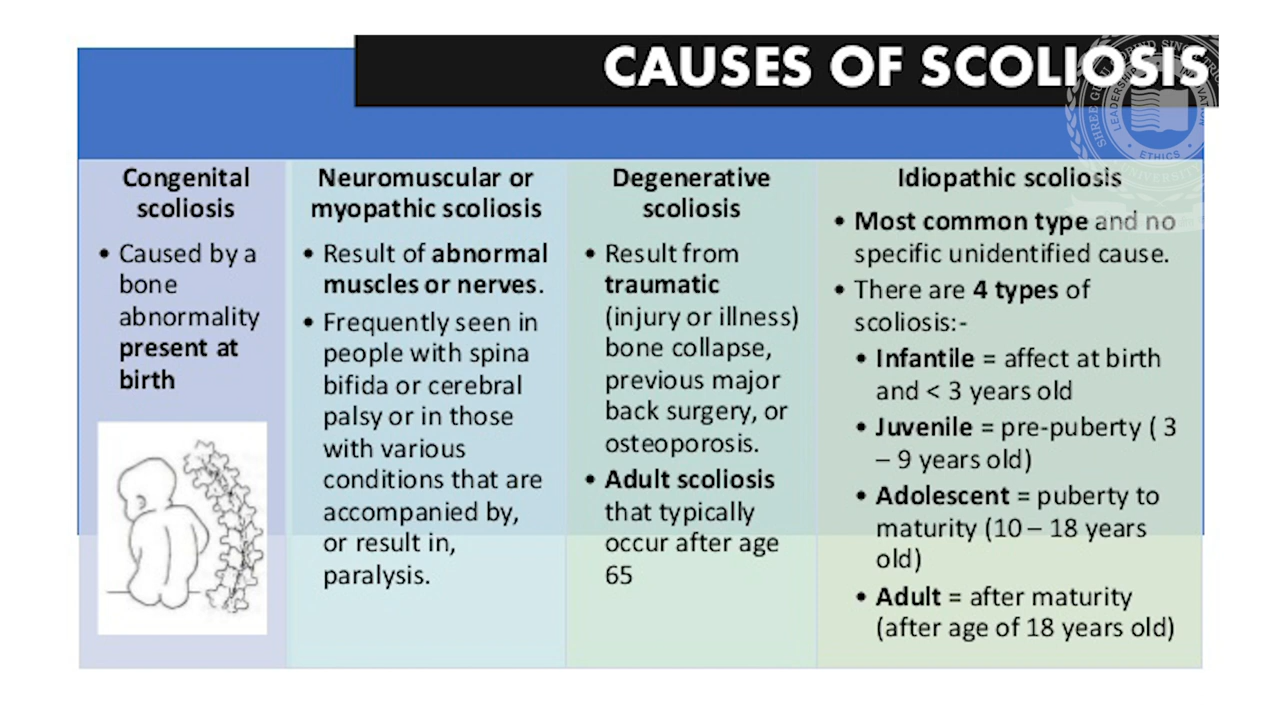 CAUSES OF SCOLIOSIS
LEADERSHIP
ETHICS
UNIVERSITY
Congenital
scoliosis
• Caused by a
bone
abnormality
present at
birth
Neuromuscular or
myopathic scoliosis
• Result of abnormal
muscles or nerves.
• Frequently seen in
people with spina
bifida or cerebral
palsy or in those
with various
conditions that are
accompanied by,
or result in,
paralysis.
Degenerative
scoliosis
• Result from
traumatic
(injury or illness)
bone collapse,
previous major
back surgery, or
osteoporosis.
• Adult scoliosis
that typically
occur after age
65
Idiopathic scoliosis
• Most common type and no
specific unidentified cause.
• There are 4 types of
scoliosis:-
• Infantile = affect at birth
and < 3 years old
• Juvenile = pre-puberty ( 3
– 9 years old)
• Adolescent = puberty to
maturity (10 – 18 years
old)
• Adult = after maturity
(after age of 18 years old)